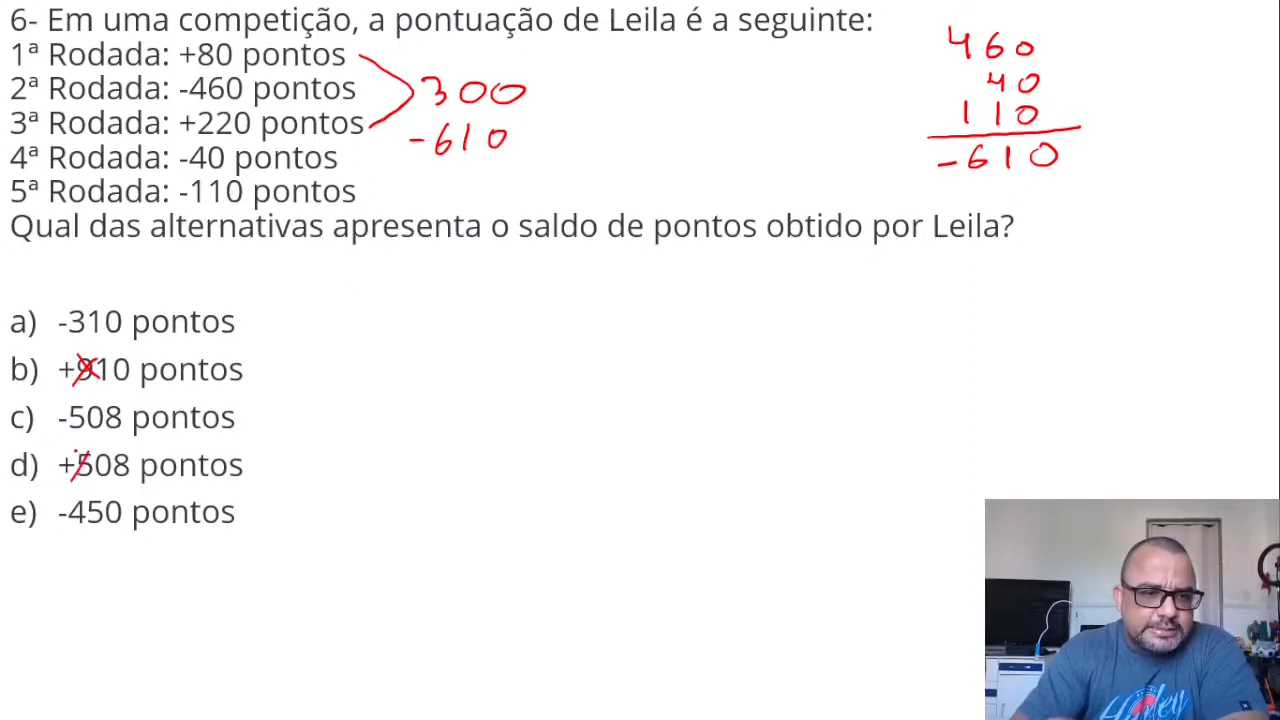 6- Em uma competição, a pontuação de Leila é a seguinte:
1ª Rodada: +80 pontos
2ª Rodada: -460 pontos
3ª Rodada: +220 pontos
4ª Rodada: -40 pontos
5ª Rodada: -110 pontos
300
-610
460
40
110
-610
Qual das alternativas apresenta o saldo de pontos obtido por Leila?
a) -310 pontos
b) +910 pontos
c) -508 pontos
d) +508 pontos
e) -450 pontos
Harley